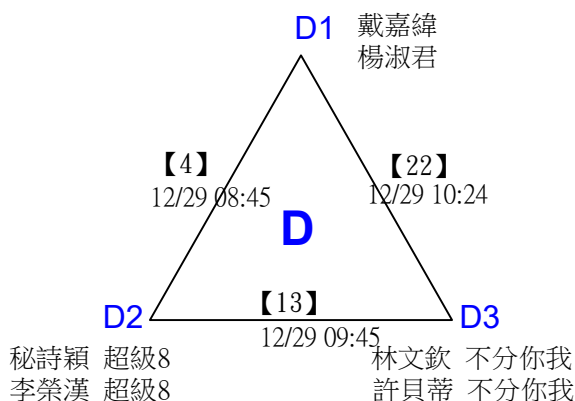 D1 戴嘉緯
楊淑君
【4】
12/29 08:45
【22】
12/29 10:24
D
【13】
12/29 09:45
D2
D3
秘詩穎 超級8
李榮漢 超級8
林文欽 不分你我
許貝蒂 不分你我